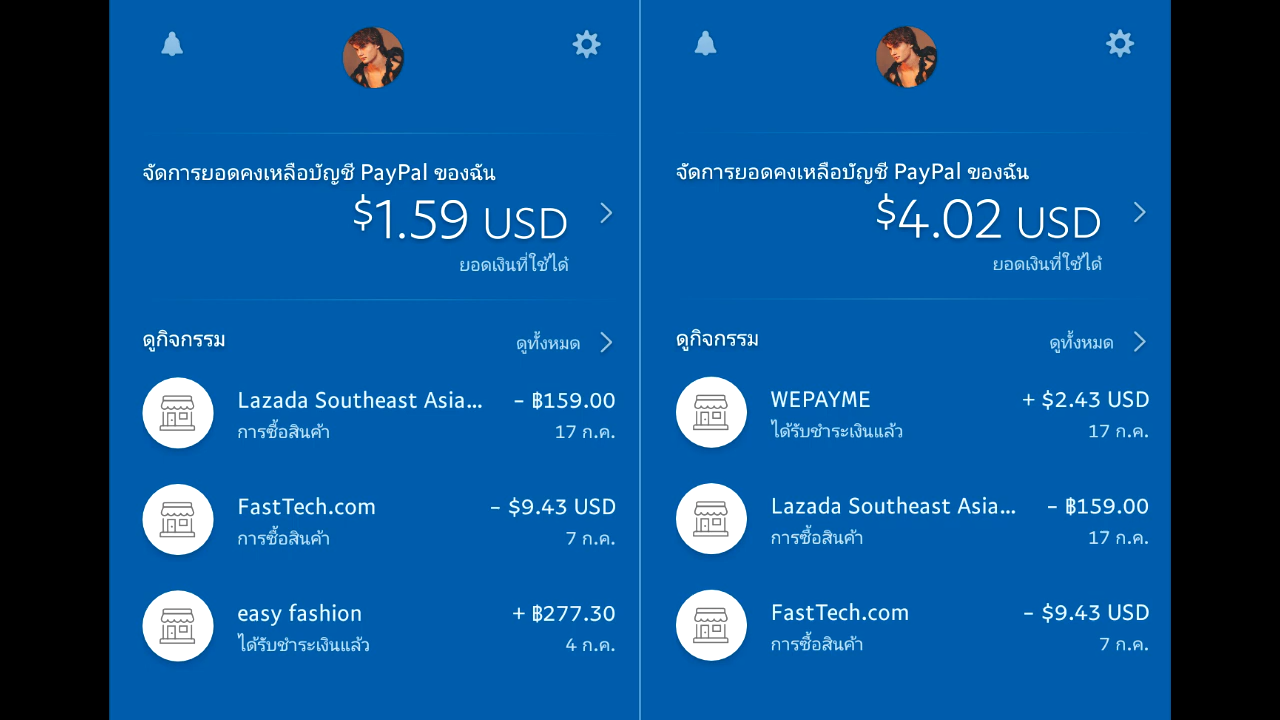 จัดการยอดคงเหลือบัญชี PayPal ของฉัน
$1.59 USD
ยอดเงินที่ใช้ได้
ดูกิจกรรม ดูทั้งหมด
Lazada Southeast Asia... - ฿159.00
การซื้อสินค้า 17 ก.ค.
FastTech.com - $9.43 USD
การซื้อสินค้า 7 ก.ค.
easy fashion + ฿277.30
ได้รับชำระเงินแล้ว 4 ก.ค.
จัดการยอดคงเหลือบัญชี PayPal ของฉัน
$4.02 USD
ยอดเงินที่ใช้ได้
ดูกิจกรรม ดูทั้งหมด
WEPAYME + $2.43 USD
ได้รับชำระเงินแล้ว 17 ก.ค.
Lazada Southeast Asia... - ฿159.00
การซื้อสินค้า 17 ก.ค.
FastTech.com - $9.43 USD
การซื้อสินค้า 7 ก.ค.